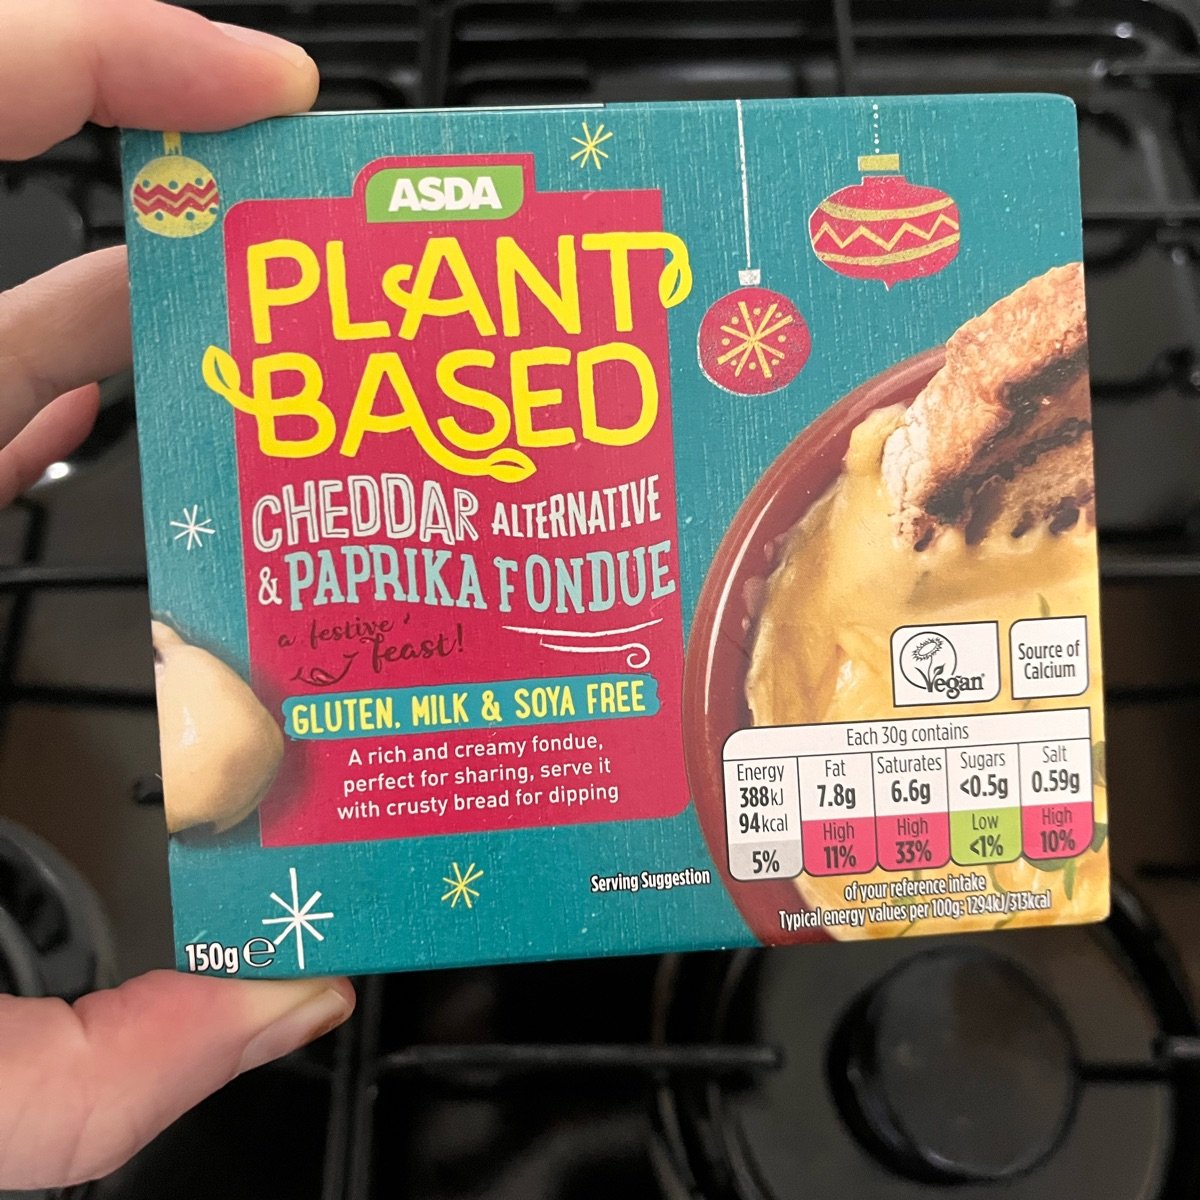 ASDA
PLANT
BASED
CHEDDAR ALTERNATIVE
& PAPRIKA FONDUE
a festive
feast!
GLUTEN, MILK & SOYA FREE
A rich and creamy fondue,
perfect for sharing, serve it
with crusty bread for dipping
Vegan
Source of
Calcium
Each 30g contains
Energy Fat Saturates Sugars Salt
388kJ 7.8g 6.6g <0.5g 0.59g
94kcal High High Low High
5% 11% 33% <1% 10%
of your reference intake
Typical energy values per 100g: 1294kJ/313kcal
Serving Suggestion
150g ℮